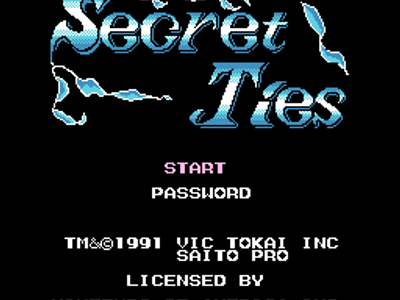 Secret
Ties
START
PASSWORD
TM&©1991 VIC TOKAI INC
SAITO PRO
LICENSED BY